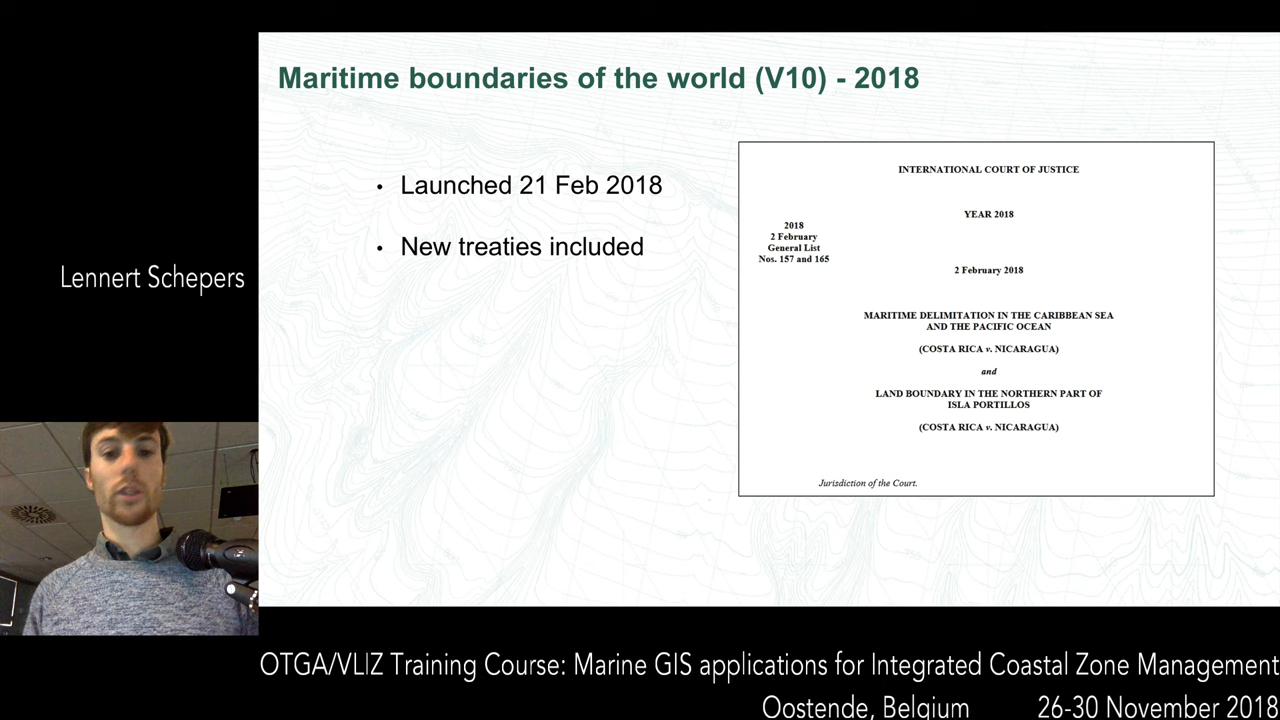 Maritime boundaries of the world (V10) - 2018
• Launched 21 Feb 2018
• New treaties included
INTERNATIONAL COURT OF JUSTICE
YEAR 2018
2018
2 February
General List
Nos. 157 and 165
2 February 2018
MARITIME DELIMITATION IN THE CARIBBEAN SEA
AND THE PACIFIC OCEAN
(COSTA RICA v. NICARAGUA)
and
LAND BOUNDARY IN THE NORTHERN PART OF
ISLA PORTILLOS
(COSTA RICA v. NICARAGUA)
Jurisdiction of the Court.
Lennert Schepers
OTGA/VLIZ Training Course: Marine GIS applications for Integrated Coastal Zone Management
Oostende, Belgium 26-30 November 2018